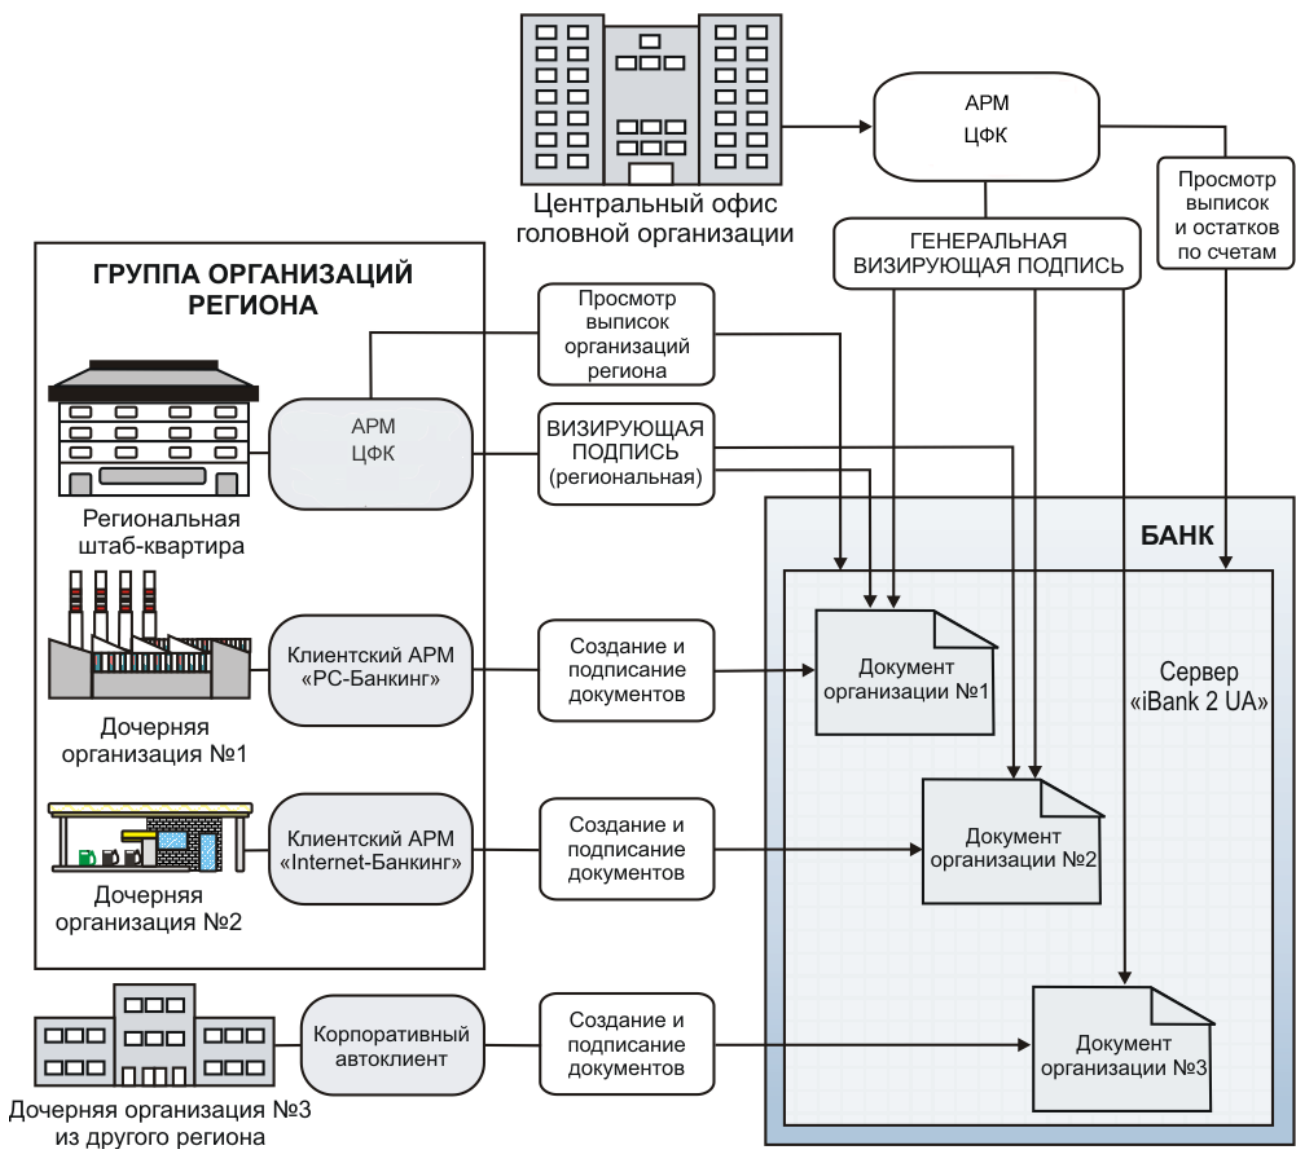 АРМ
ЦФК
Просмотр
выписок
и остатков
по счетам
Центральный офис
головной организации
ГЕНЕРАЛЬНАЯ
ВИЗИРУЮЩАЯ ПОДПИСЬ
ГРУППА ОРГАНИЗАЦИЙ
РЕГИОНА
Просмотр
выписок
организаций
региона
АРМ
ЦФК
ВИЗИРУЮЩАЯ
ПОДПИСЬ
(региональная)
Региональная
штаб-квартира
БАНК
Клиентский АРМ
«PC-Банкинг»
Создание и
подписание
документов
Документ
организации №1
Сервер
«iBank 2 UA»
Дочерняя
организация №1
Клиентский АРМ
«Internet-Банкинг»
Создание и
подписание
документов
Документ
организации №2
Дочерняя
организация №2
Корпоративный
автоклиент
Создание и
подписание
документов
Документ
организации №3
Дочерняя организация №3
из другого региона